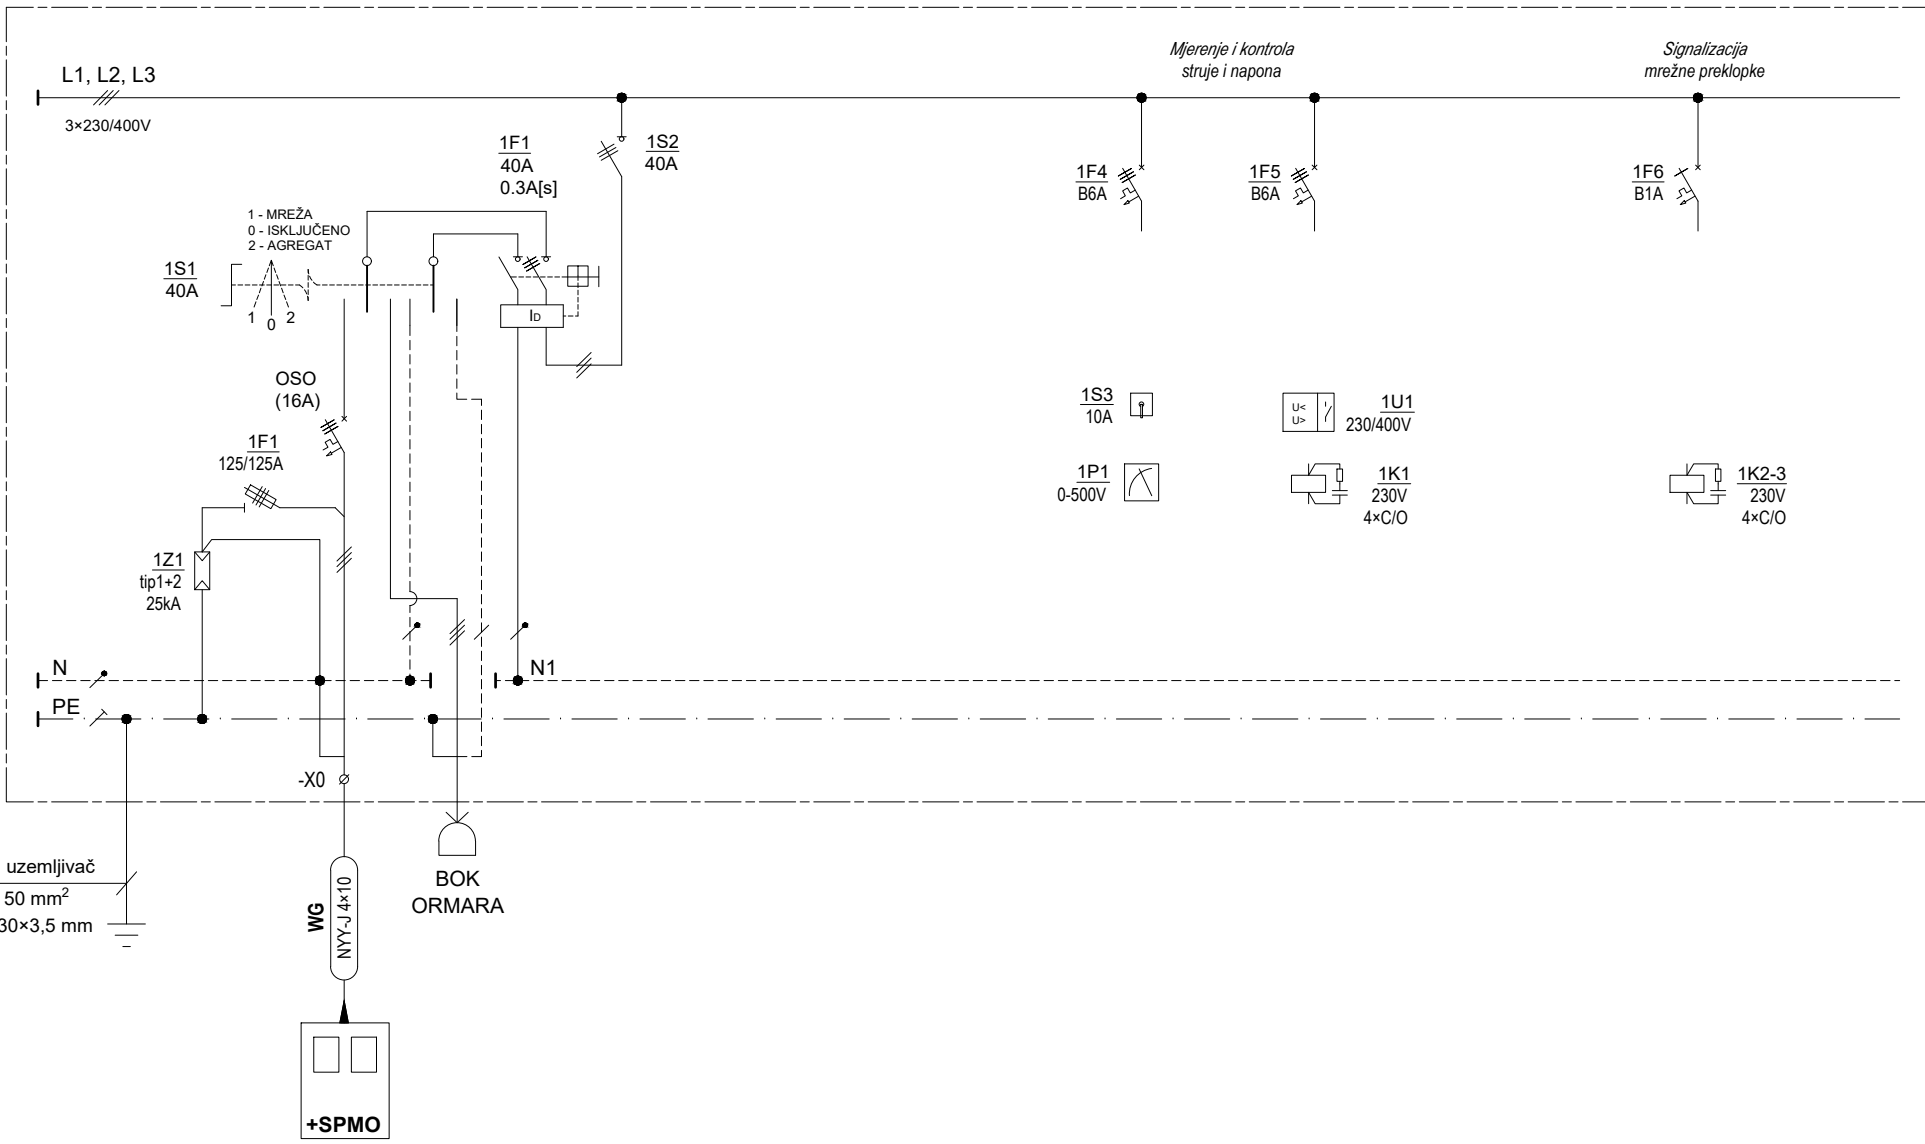 L1, L2, L3
3×230/400V
Mjerenje i kontrola
struje i napona
Signalizacija
mrežne preklopke
1F1
40A
0.3A[s]
1S2
40A
1F4
B6A
1F5
B6A
1F6
B1A
1 - MREŽA
0 - ISKLJUČENO
2 - AGREGAT
1S1
40A
1
0
2
ID
OSO
(16A)
1S3
10A
U<
U>
1U1
230/400V
1F1
125/125A
1P1
0-500V
1K1
230V
4×C/O
1K2-3
230V
4×C/O
1Z1
tip1+2
25kA
N
N1
PE
-X0
uzemljivač
50 mm²
30×3,5 mm
BOK
ORMARA
WG
NYY-J 4×10
+SPMO